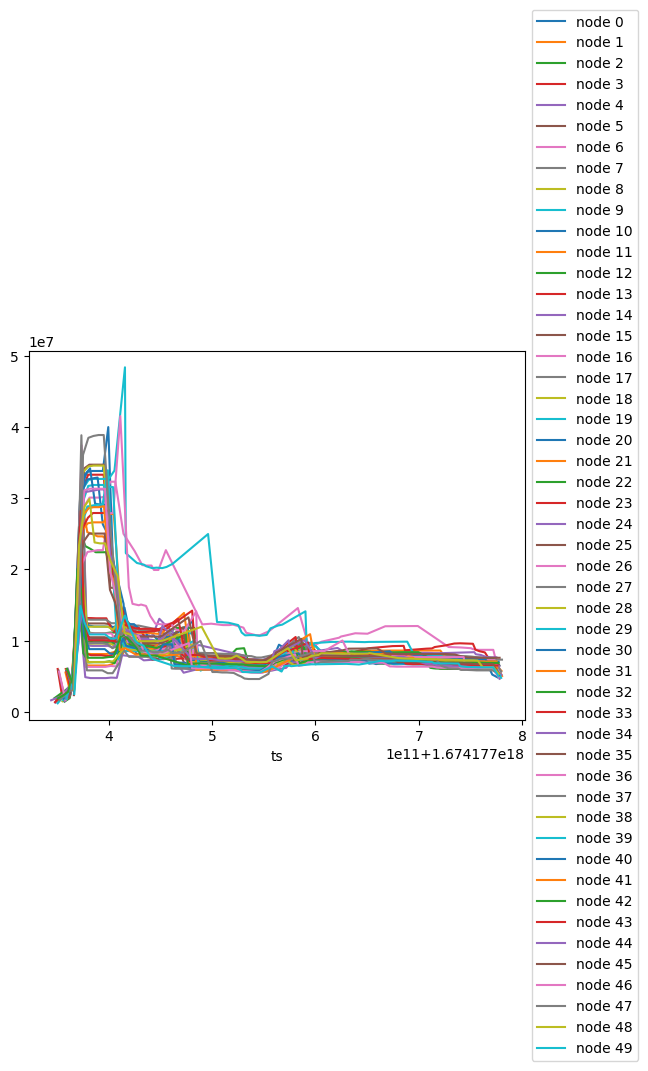 node 0
node 1
node 2
node 3
node 4
node 5
node 6
node 7
node 8
node 9
node 10
node 11
node 12
node 13
node 14
node 15
node 16
node 17
node 18
node 19
node 20
node 21
node 22
node 23
node 24
node 25
node 26
node 27
node 28
node 29
node 30
node 31
node 32
node 33
node 34
node 35
node 36
node 37
node 38
node 39
node 40
node 41
node 42
node 43
node 44
node 45
node 46
node 47
node 48
node 49
1e7
5
4
3
2
1
0
4 5 6 7 8
ts
1e11+1.674177e18